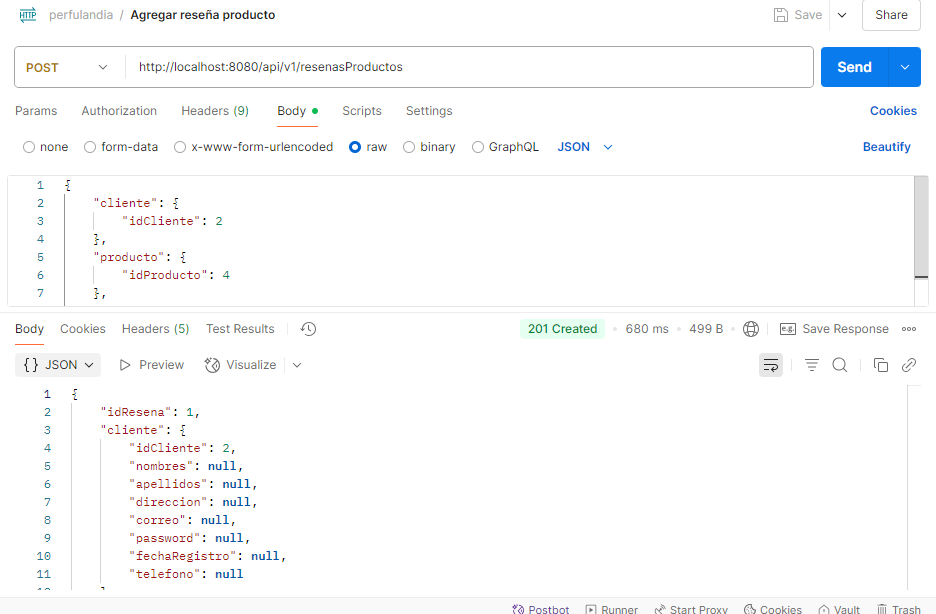 HTTP perfulandia / Agregar reseña producto Save Share
POST http://localhost:8080/api/v1/resenasProductos Send
Params Authorization Headers (9) Body Scripts Settings Cookies
none form-data x-www-form-urlencoded raw binary GraphQL JSON Beautify
1 {
2 "cliente": {
3 "idCliente": 2
4 },
5 "producto": {
6 "idProducto": 4
7 },
Body Cookies Headers (5) Test Results 201 Created 680 ms 499 B e.g. Save Response
{} JSON Preview Visualize
1 {
2 "idResena": 1,
3 "cliente": {
4 "idCliente": 2,
5 "nombres": null,
6 "apellidos": null,
7 "direccion": null,
8 "correo": null,
9 "password": null,
10 "fechaRegistro": null,
11 "telefono": null
Postbot Runner Start Proxy Cookies Vault Trash